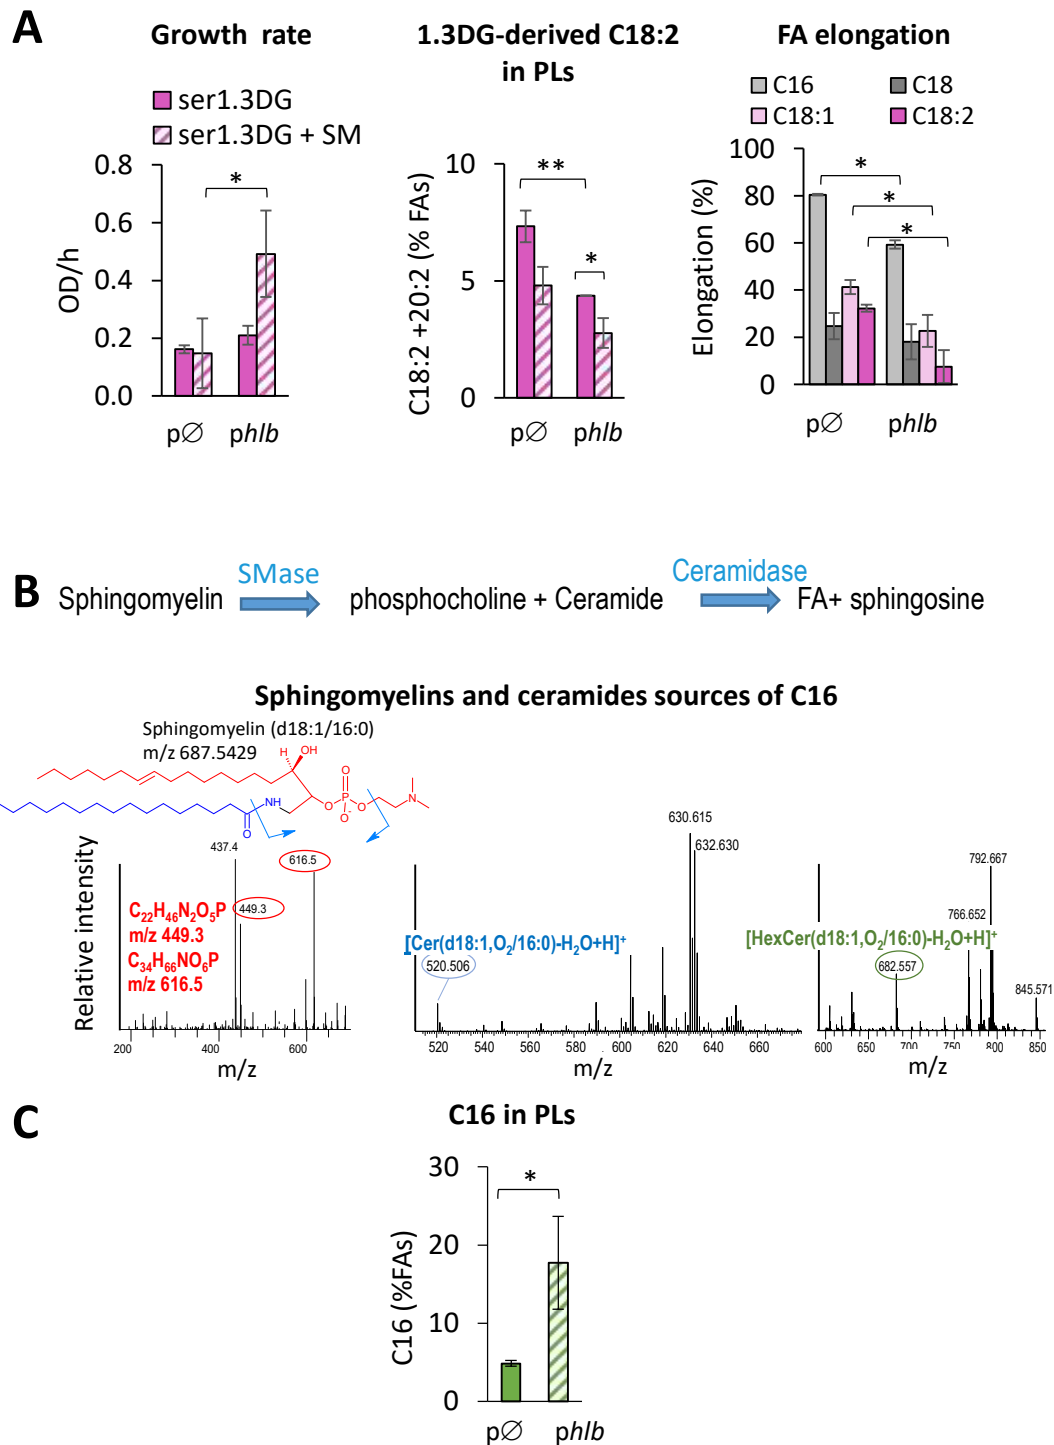 A
Growth rate
ser1.3DG
ser1.3DG + SM
OD/h
0.8
0.6
0.4
0.2
0.0
*
p∅ phlb
1.3DG-derived C18:2
in PLs
C18:2 +20:2 (% FAs)
10
5
0
**
*
p∅ phlb
FA elongation
C16 C18
C18:1 C18:2
Elongation (%)
100
80
60
40
20
0
*
*
*
p∅ phlb
B
Sphingomyelin SMase phosphocholine + Ceramide Ceramidase FA+ sphingosine
Sphingomyelins and ceramides sources of C16
Sphingomyelin (d18:1/16:0)
m/z 687.5429
H OH
O
NH O P O N
O O⁻
Relative intensity
437.4
616.5
449.3
C₂₂H₄₆N₂O₅P
m/z 449.3
C₃₄H₆₆NO₆P
m/z 616.5
200 400 600
m/z
630.615
632.630
[Cer(d18:1,O₂/16:0)-H₂O+H]⁺
520.506
520 540 560 580 600 620 640 660
m/z
792.667
766.652
[HexCer(d18:1,O₂/16:0)-H₂O+H]⁺
682.557
845.571
600 650 700 750 800 850
m/z
C
C16 in PLs
C16 (%FAs)
30
20
10
0
*
p∅ phlb